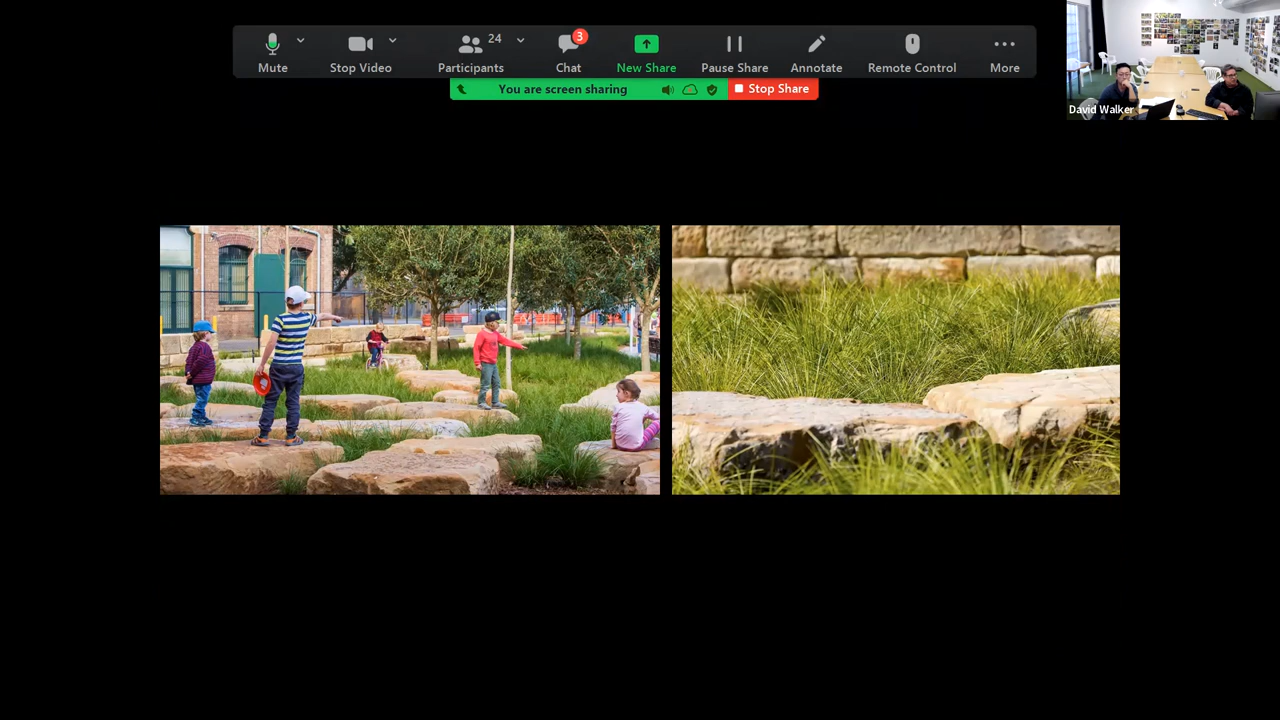 24
3
Mute
Stop Video
Participants
Chat
New Share
Pause Share
Annotate
Remote Control
More
You are screen sharing
Stop Share
David Walker